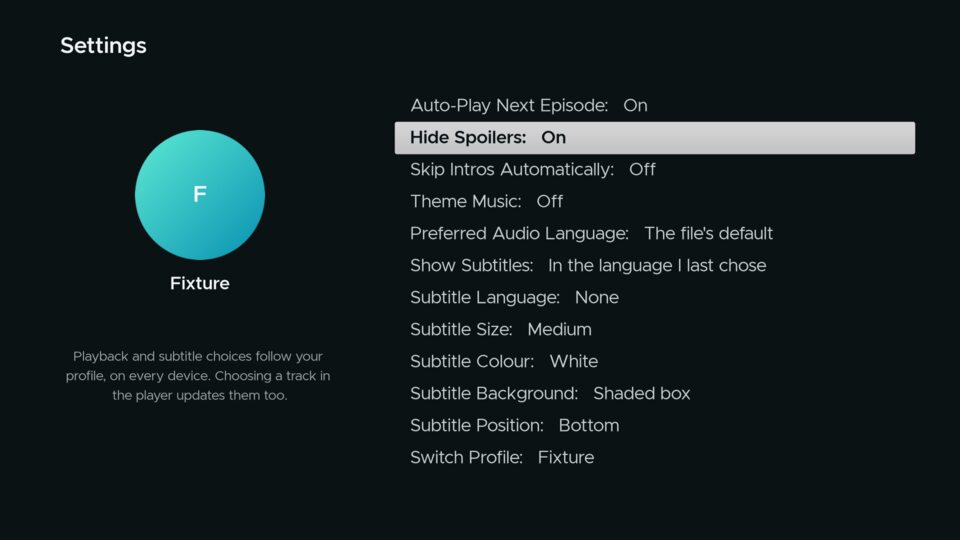 Settings
F
Fixture
Playback and subtitle choices follow your
profile, on every device. Choosing a track in
the player updates them too.
Auto-Play Next Episode: On
Hide Spoilers: On
Skip Intros Automatically: Off
Theme Music: Off
Preferred Audio Language: The file's default
Show Subtitles: In the language I last chose
Subtitle Language: None
Subtitle Size: Medium
Subtitle Colour: White
Subtitle Background: Shaded box
Subtitle Position: Bottom
Switch Profile: Fixture